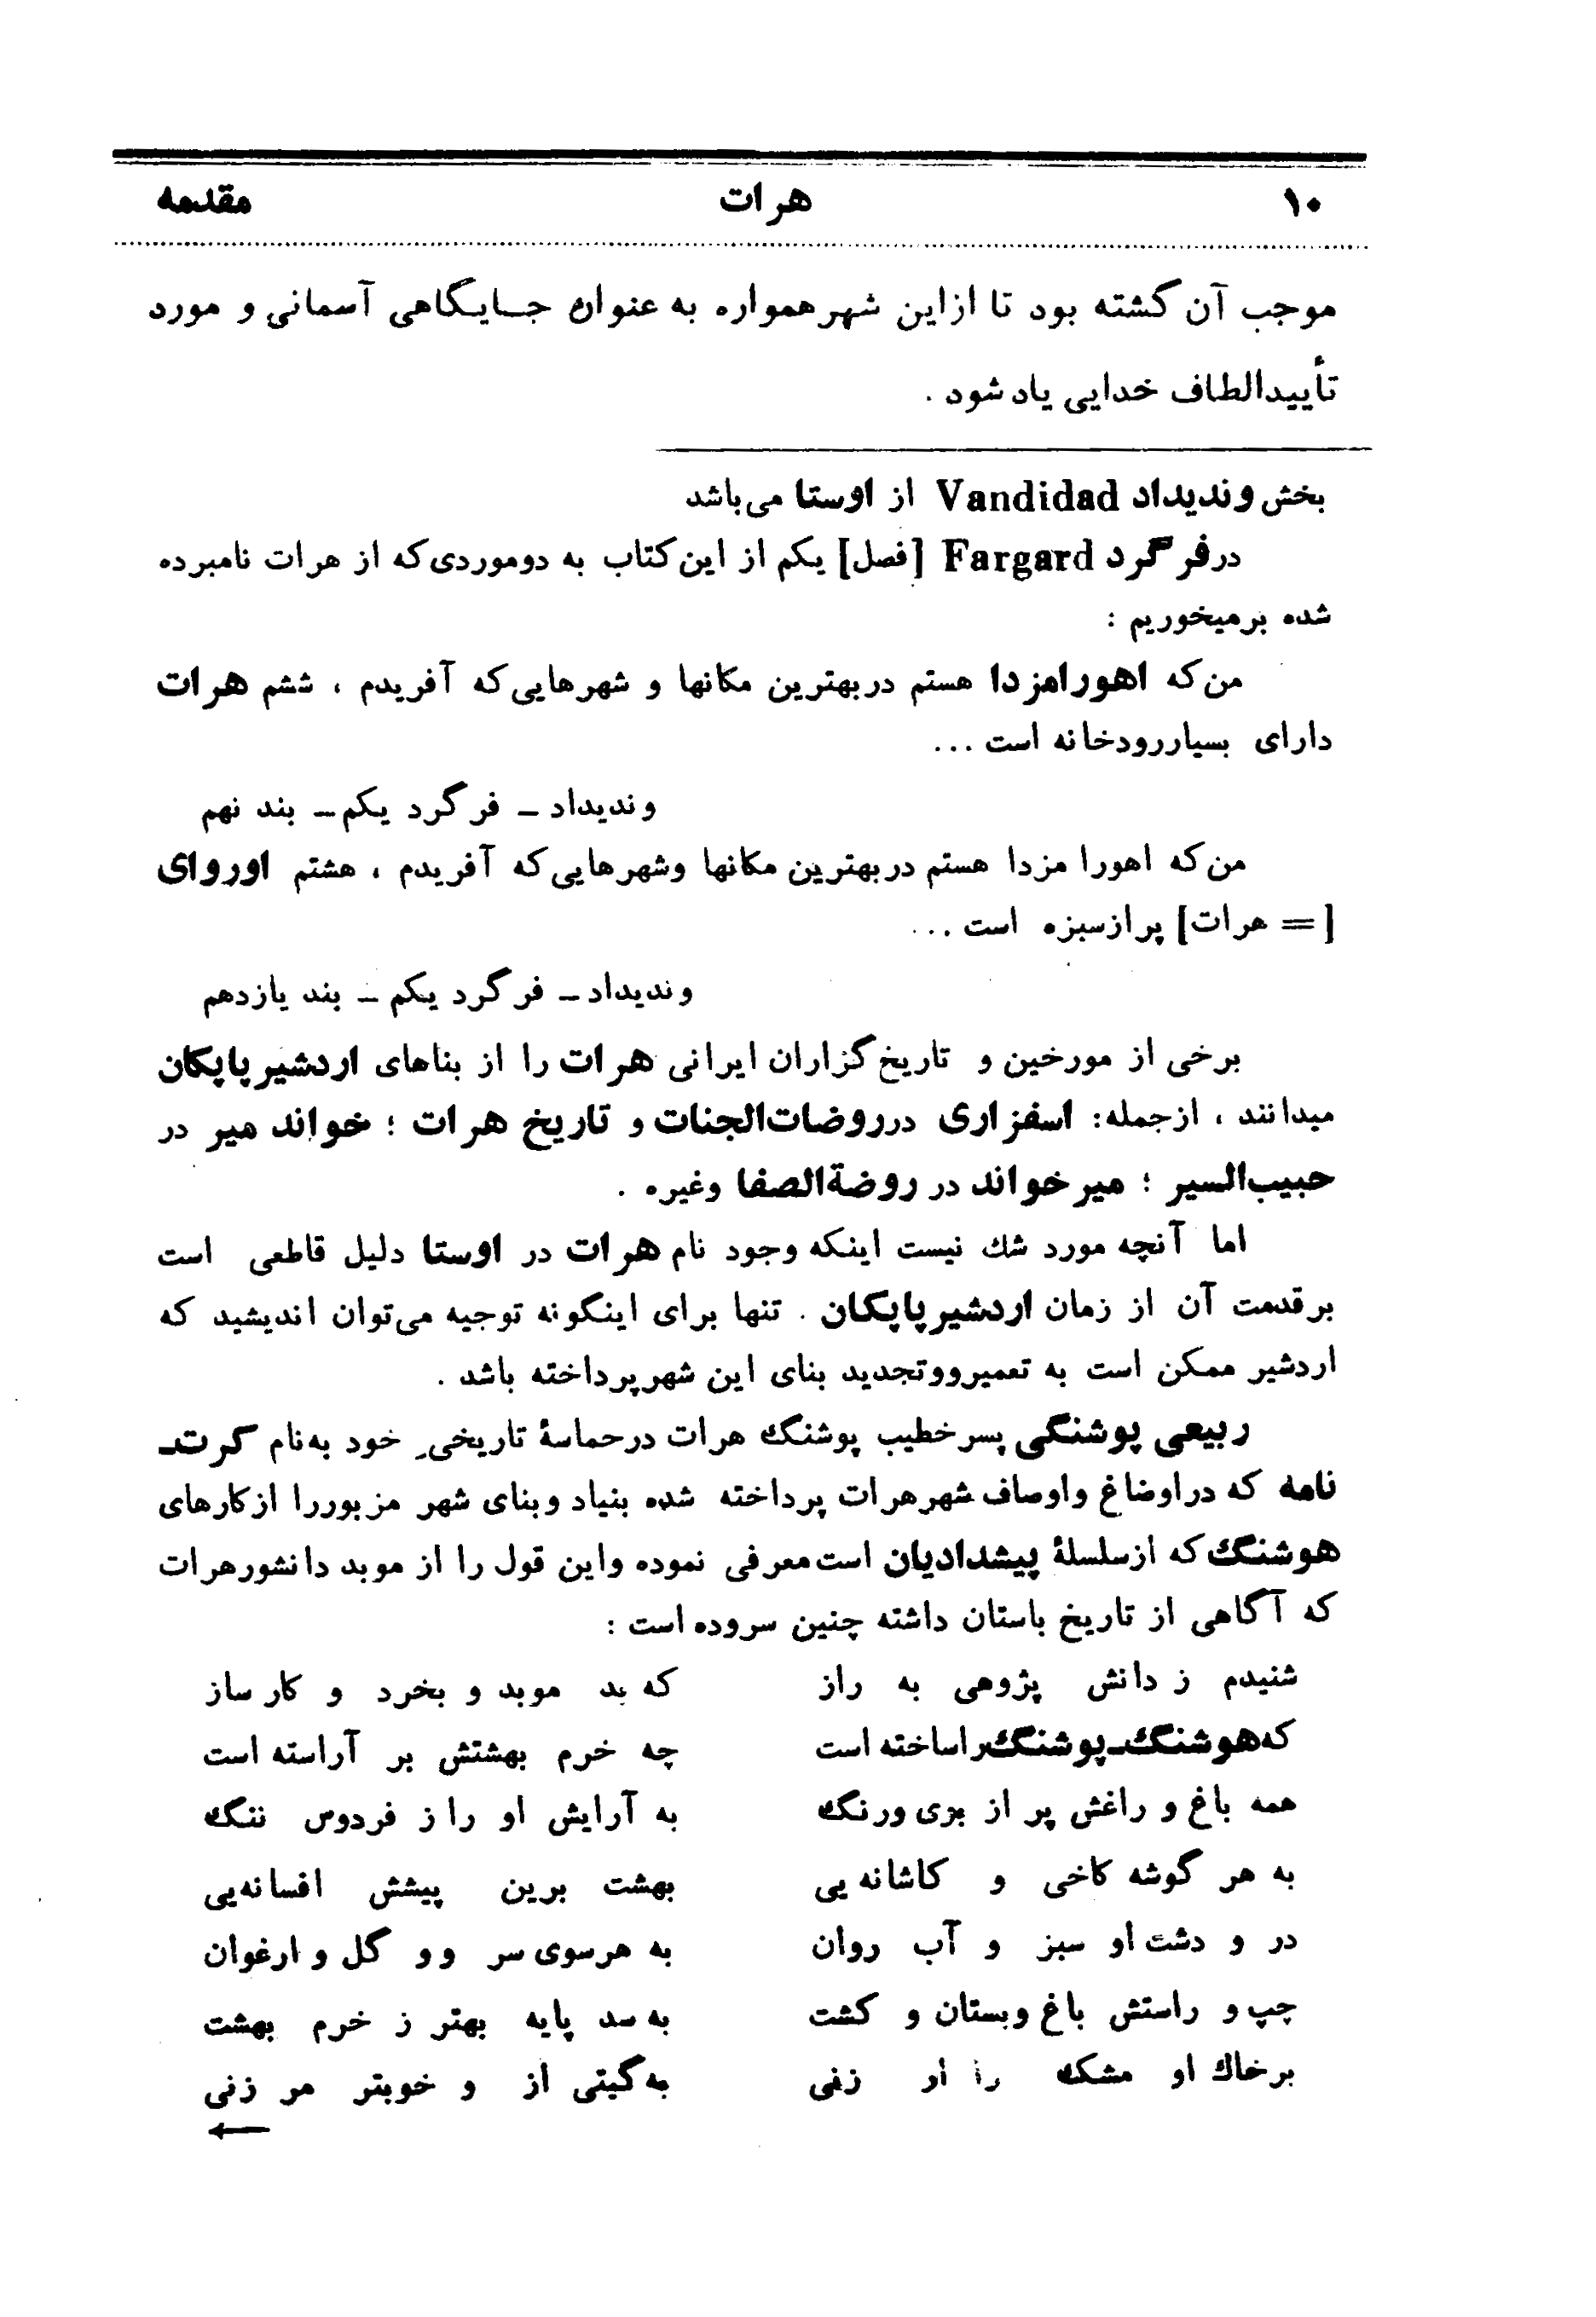 ۱۰ هرات مقدمه
موجب آن گشته بود تا ازاین شهر همواره به عنوان جایگاهی آسمانی و مورد
تأییدالطاف خدایی یاد شود .
بخش وندیداد Vandidad از اوستا می‌باشد
درفرگرد Fargard [فصل] یکم از این کتاب به دوموردی که از هرات نامبرده
شده برمیخوریم :
من که اهورامزدا هستم دربهترین مکانها و شهرهایی که آفریدم ، ششم هرات
دارای بسیاررودخانه است ...
وندیداد ـ فرگرد یکم ـ بند نهم
من که اهورا مزدا هستم دربهترین مکانها وشهرهایی که آفریدم ، هشتم اوروای
[= هرات] پرازسبزه است ...
وندیداد ـ فرگرد یکم ـ بند یازدهم
برخی از مورخین و تاریخ گزاران ایرانی هرات را از بناهای اردشیرپاپکان
میدانند ، ازجمله: اسفزاری درروضات‌الجنات و تاریخ هرات ؛ خواند میر در
حبیب‌السیر ؛ میرخواند در روضةالصفا وغیره .
اما آنچه مورد شك نیست اینکه وجود نام هرات در اوستا دلیل قاطعی است
برقدمت آن از زمان اردشیرپاپکان . تنها برای اینگونه توجیه می‌توان اندیشید که
اردشیر ممکن است به تعمیرووتجدید بنای این شهرپرداخته باشد .
ربیعی پوشنگی پسرخطیب پوشنگ هرات درحماسهٔ تاریخیِ خود به‌نام کرت‌ـ
نامه که دراوضاغ واوصاف شهرهرات پرداخته شده بنیاد وبنای شهر مزبوررا ازکارهای
هوشنگ که ازسلسلهٔ پیشدادیان است معرفی نموده واین قول را از موبد دانشورهرات
که آگاهی از تاریخ باستان داشته چنین سروده است :
شنیدم ز دانش پژوهی به راز که بد موبد و بخرد و کارساز
که هوشنگ‌ـ‌پوشنگ‌راساخته است چه خرم بهشتش بر آراسته است
همه باغ و راغش پر از بوی ورنگ به آرایش او را ز فردوس ننگ
به هر گوشه کاخی و کاشانه‌یی بهشت برین پیشش افسانه‌یی
در و دشت او سبز و آب روان به هرسوی سر وو گل و ارغوان
چپ و راستش باغ وبستان و کشت به سد پایه بهتر ز خرم بهشت
برخاك او مشك را ار زنی به گیتی از و خوبتر مر زنی
←